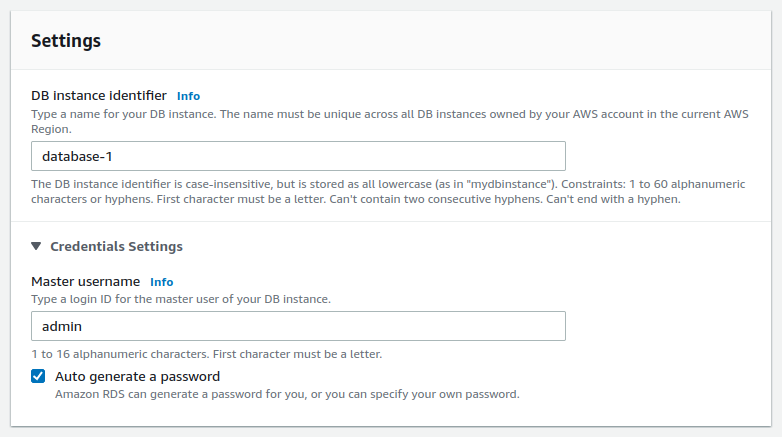 Settings
DB instance identifier Info
Type a name for your DB instance. The name must be unique across all DB instances owned by your AWS account in the current AWS
Region.
database-1
The DB instance identifier is case-insensitive, but is stored as all lowercase (as in "mydbinstance"). Constraints: 1 to 60 alphanumeric
characters or hyphens. First character must be a letter. Can't contain two consecutive hyphens. Can't end with a hyphen.
Credentials Settings
Master username Info
Type a login ID for the master user of your DB instance.
admin
1 to 16 alphanumeric characters. First character must be a letter.
Auto generate a password
Amazon RDS can generate a password for you, or you can specify your own password.